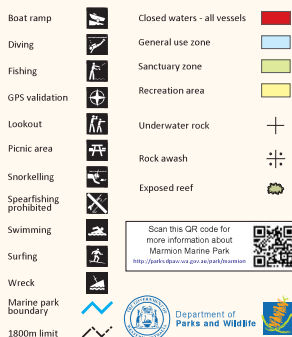 Boat ramp
Diving
Fishing
GPS validation
Lookout
Picnic area
Snorkelling
Spearfishing
prohibited
Swimming
Surfing
Wreck
Marine park
boundary
1800m limit
Closed waters - all vessels
General use zone
Sanctuary zone
Recreation area
Underwater rock
Rock awash
Exposed reef
Scan this QR code for
more information about
Marmion Marine Park
http://parks.dpaw.wa.gov.au/park/marmion
Department of
Parks and Wildlife